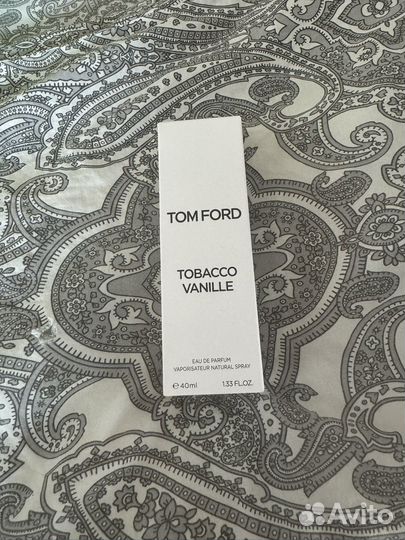 TOM FORD
TOBACCO
VANILLE
EAU DE PARFUM
VAPORISATEUR NATURAL SPRAY
℮ 40ml 1.33 FL.OZ.
Avito